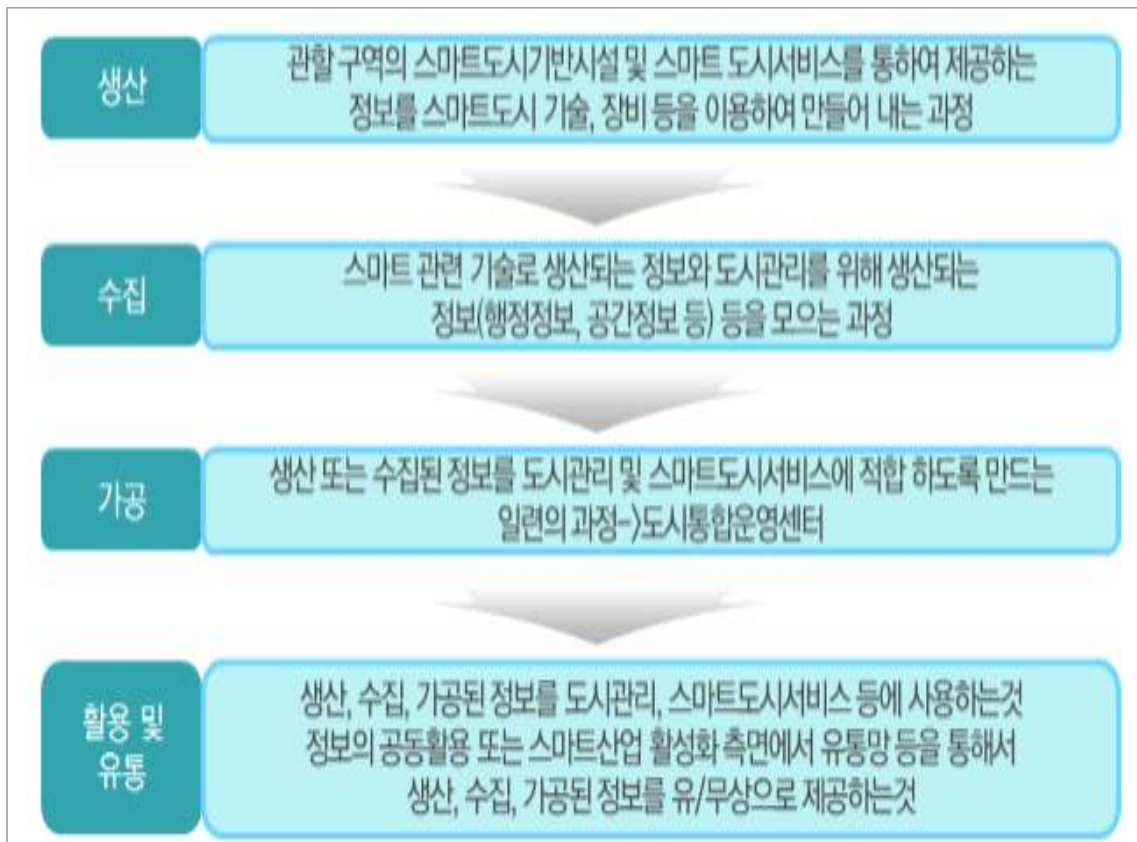 생산
관할 구역의 스마트도시기반시설 및 스마트 도시서비스를 통하여 제공하는
정보를 스마트도시 기술, 장비 등을 이용하여 만들어 내는 과정
수집
스마트 관련 기술로 생산되는 정보와 도시관리를 위해 생산되는
정보(행정정보, 공간정보 등) 등을 모으는 과정
가공
생산 또는 수집된 정보를 도시관리 및 스마트도시서비스에 적합 하도록 만드는
일련의 과정->도시통합운영센터
활용 및
유통
생산, 수집, 가공된 정보를 도시관리, 스마트도시서비스 등에 사용하는것
정보의 공동활용 또는 스마트산업 활성화 측면에서 유통망 등을 통해서
생산, 수집, 가공된 정보를 유/무상으로 제공하는것